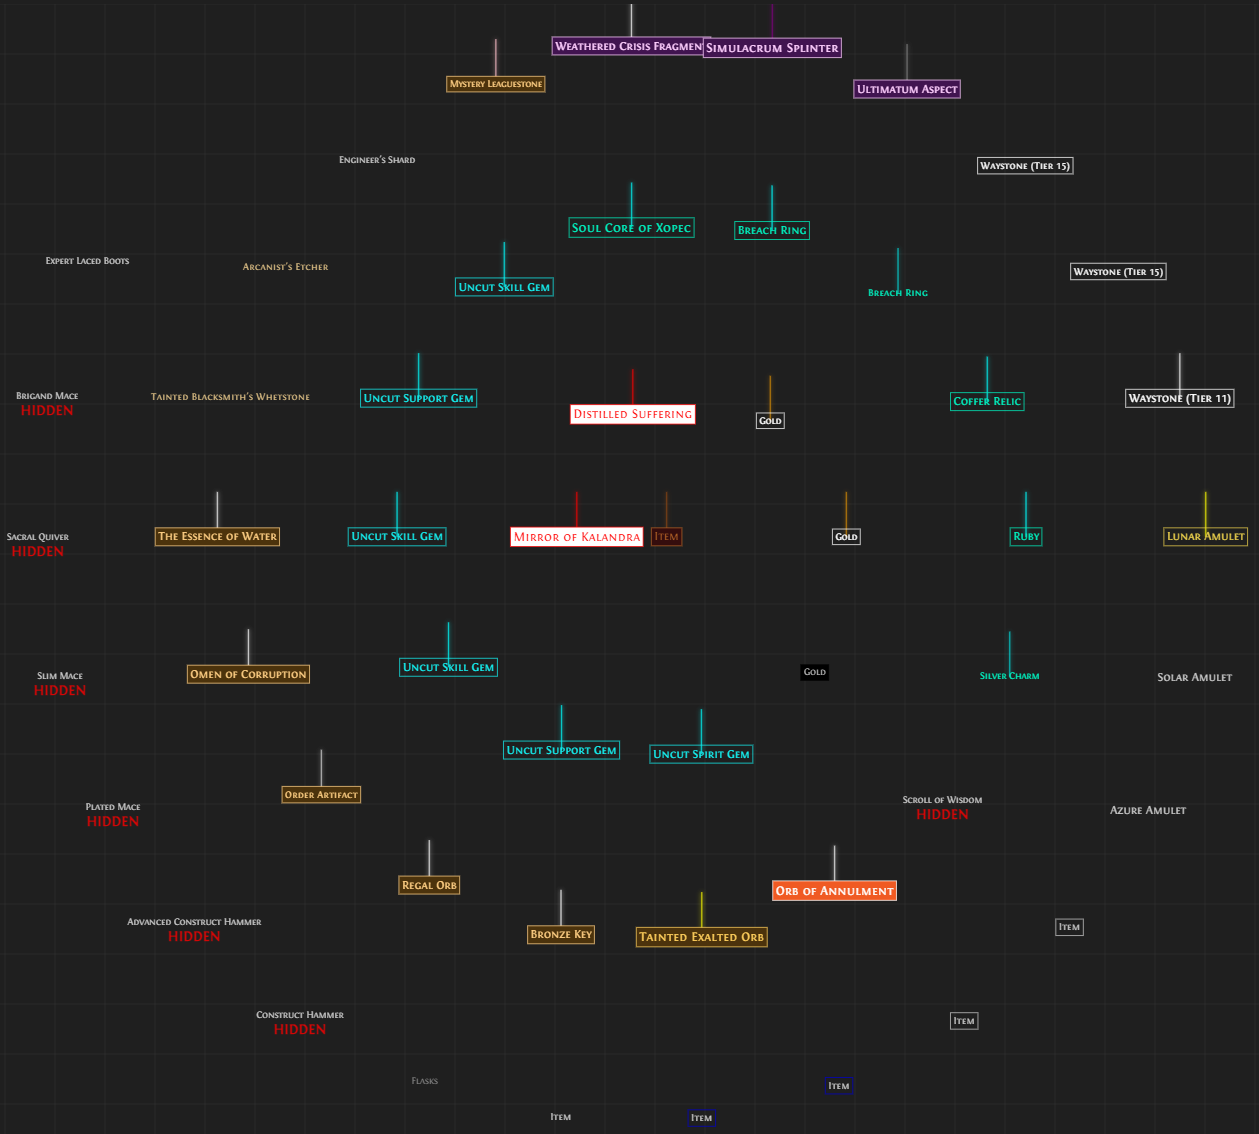 Weathered Crisis Fragmen
Simulacrum Splinter
Mystery Leaguestone
Ultimatum Aspect
Engineer's Shard
Waystone (Tier 15)
Soul Core of Xopec
Breach Ring
Expert Laced Boots
Arcanist's Etcher
Waystone (Tier 15)
Uncut Skill Gem
Breach Ring
Brigand Mace
HIDDEN
Tainted Blacksmith's Whetstone
Uncut Support Gem
Distilled Suffering
Gold
Coffer Relic
Waystone (Tier 11)
Sacral Quiver
HIDDEN
The Essence of Water
Uncut Skill Gem
Mirror of Kalandra
Item
Gold
Ruby
Lunar Amulet
Slim Mace
HIDDEN
Omen of Corruption
Uncut Skill Gem
Gold
Silver Charm
Solar Amulet
Uncut Support Gem
Uncut Spirit Gem
Order Artifact
Plated Mace
HIDDEN
Scroll of Wisdom
HIDDEN
Azure Amulet
Regal Orb
Orb of Annulment
Advanced Construct Hammer
HIDDEN
Bronze Key
Tainted Exalted Orb
Item
Construct Hammer
HIDDEN
Item
Flasks
Item
Item
Item